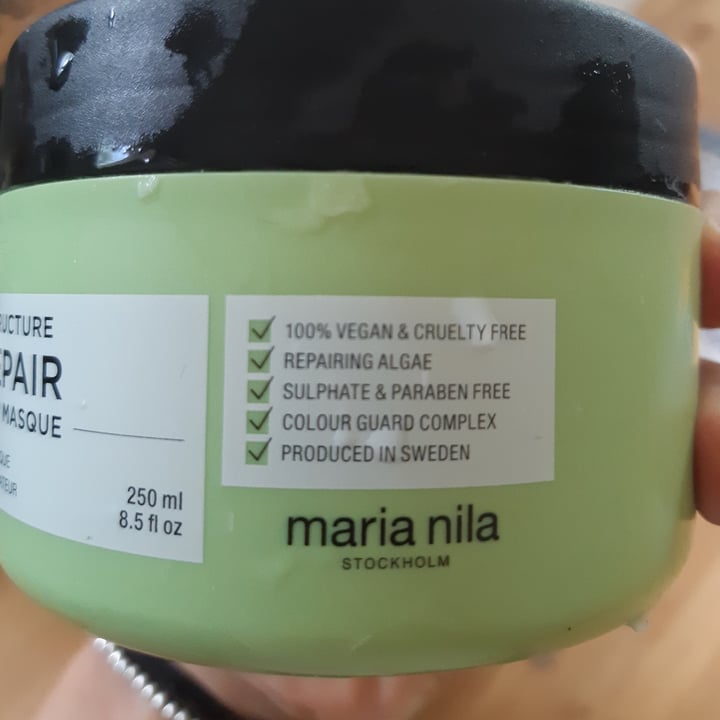 UCTURE
EPAIR
MASQUE
250 ml
8.5 fl oz
100% VEGAN & CRUELTY FREE
REPAIRING ALGAE
SULPHATE & PARABEN FREE
COLOUR GUARD COMPLEX
PRODUCED IN SWEDEN
maria nila
STOCKHOLM